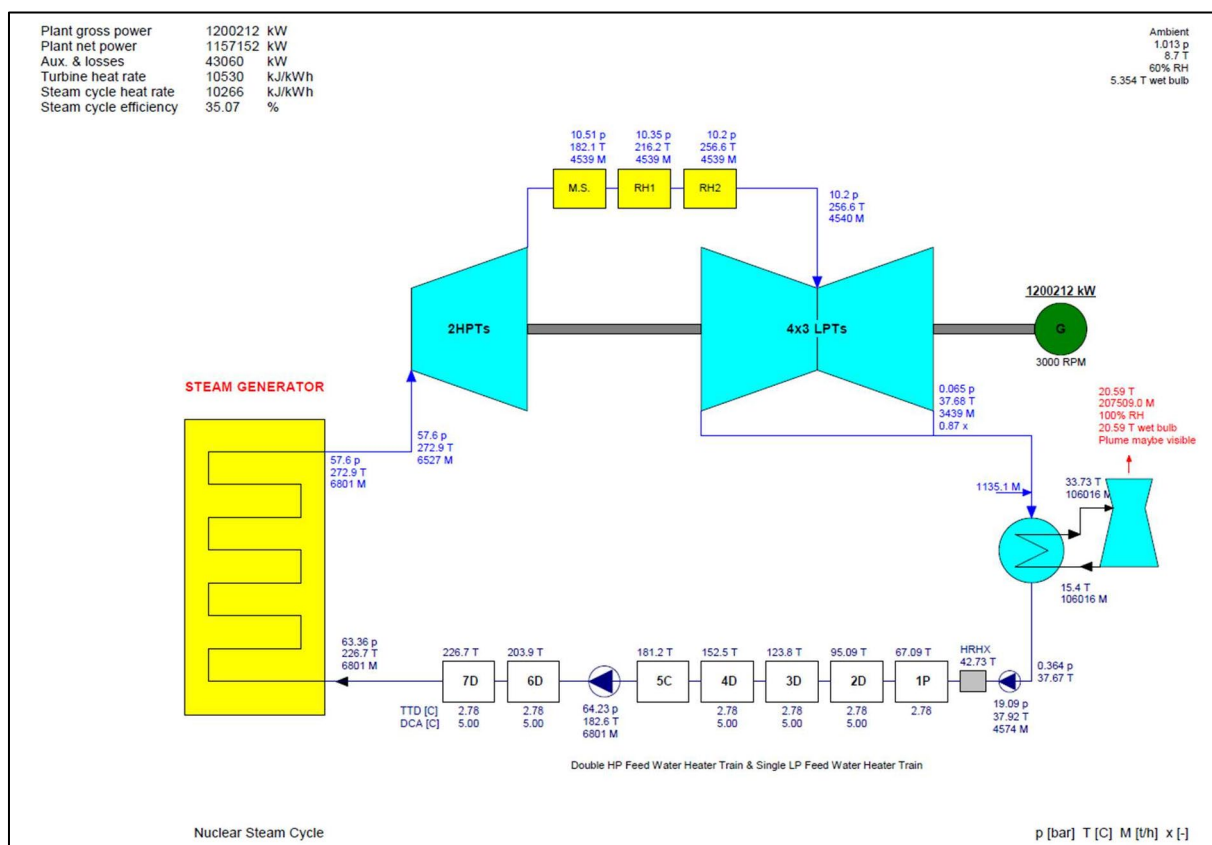 Plant gross power 1200212 kW
Plant net power 1157152 kW
Aux. & losses 43060 kW
Turbine heat rate 10530 kJ/kWh
Steam cycle heat rate 10266 kJ/kWh
Steam cycle efficiency 35.07 %
Ambient
1.013 p
8.7 T
60% RH
5.354 T wet bulb
10.51 p
182.1 T
4539 M
10.35 p
216.2 T
4539 M
10.2 p
256.6 T
4539 M
M.S.
RH1
RH2
10.2 p
256.6 T
4540 M
2HPTs
4x3 LPTs
1200212 kW
G
3000 RPM
STEAM GENERATOR
57.6 p
272.9 T
6801 M
57.6 p
272.9 T
6527 M
0.065 p
37.68 T
3439 M
0.87 x
20.59 T
207509.0 M
100% RH
20.59 T wet bulb
Plume maybe visible
1135.1 M
33.73 T
106016 M
15.4 T
106016 M
63.36 p
226.7 T
6801 M
226.7 T
203.9 T
181.2 T
152.5 T
123.8 T
95.09 T
67.09 T
HRHX
42.73 T
0.364 p
37.67 T
7D
6D
5C
4D
3D
2D
1P
TTD [C] 2.78 2.78 2.78 2.78 2.78 2.78
DCA [C] 5.00 5.00 5.00 5.00 5.00
64.23 p
182.6 T
6801 M
19.09 p
37.92 T
4574 M
Double HP Feed Water Heater Train & Single LP Feed Water Heater Train
Nuclear Steam Cycle
p [bar] T [C] M [t/h] x [-]